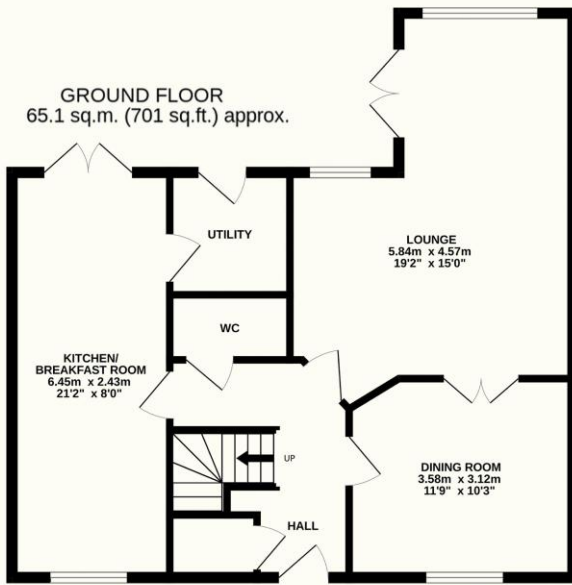 GROUND FLOOR
65.1 sq.m. (701 sq.ft.) approx.
UTILITY
LOUNGE
5.84m x 4.57m
19'2" x 15'0"
WC
KITCHEN/
BREAKFAST ROOM
6.45m x 2.43m
21'2" x 8'0"
UP
DINING ROOM
3.58m x 3.12m
11'9" x 10'3"
HALL